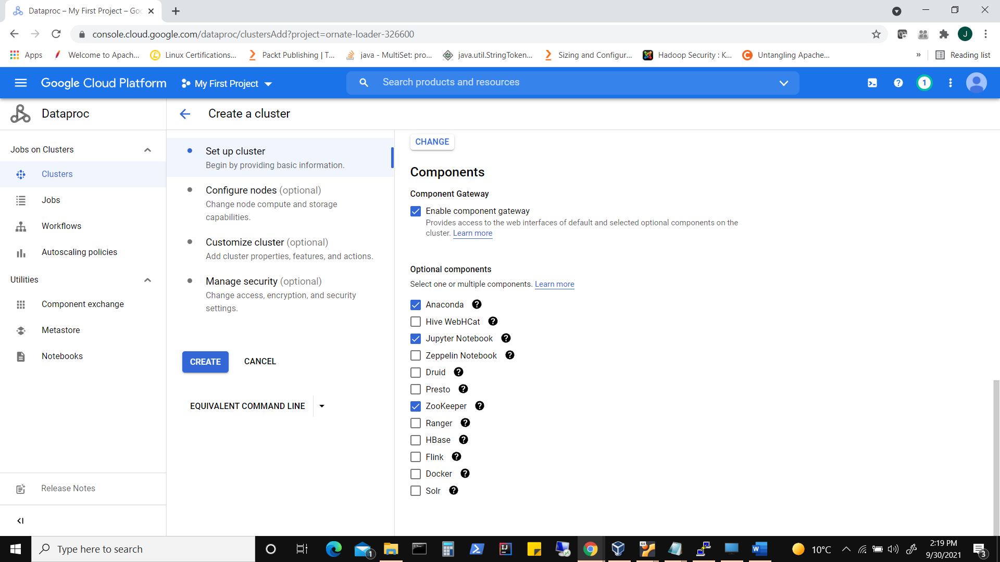 Dataproc – My First Project – Goo
console.cloud.google.com/dataproc/clustersAdd?project=ornate-loader-326600
J
Apps
Welcome to Apach...
Linux Certifications...
Packt Publishing | T...
java - MultiSet: pro...
java.util.StringToken...
Sizing and Configur...
Hadoop Security : K...
Untangling Apache...
»
Reading list
Google Cloud Platform
My First Project
Search products and resources
1
Dataproc
Create a cluster
Jobs on Clusters
Clusters
Jobs
Workflows
Autoscaling policies
Utilities
Component exchange
Metastore
Notebooks
Release Notes
Set up cluster
Begin by providing basic information.
Configure nodes (optional)
Change node compute and storage
capabilities.
Customize cluster (optional)
Add cluster properties, features, and actions.
Manage security (optional)
Change access, encryption, and security
settings.
CREATE
CANCEL
EQUIVALENT COMMAND LINE
CHANGE
Components
Component Gateway
Enable component gateway
Provides access to the web interfaces of default and selected optional components on the
cluster. Learn more
Optional components
Select one or multiple components. Learn more
Anaconda
Hive WebHCat
Jupyter Notebook
Zeppelin Notebook
Druid
Presto
ZooKeeper
Ranger
HBase
Flink
Docker
Solr
Type here to search
1
IJ
64
W
10°C
2:19 PM
9/30/2021
3